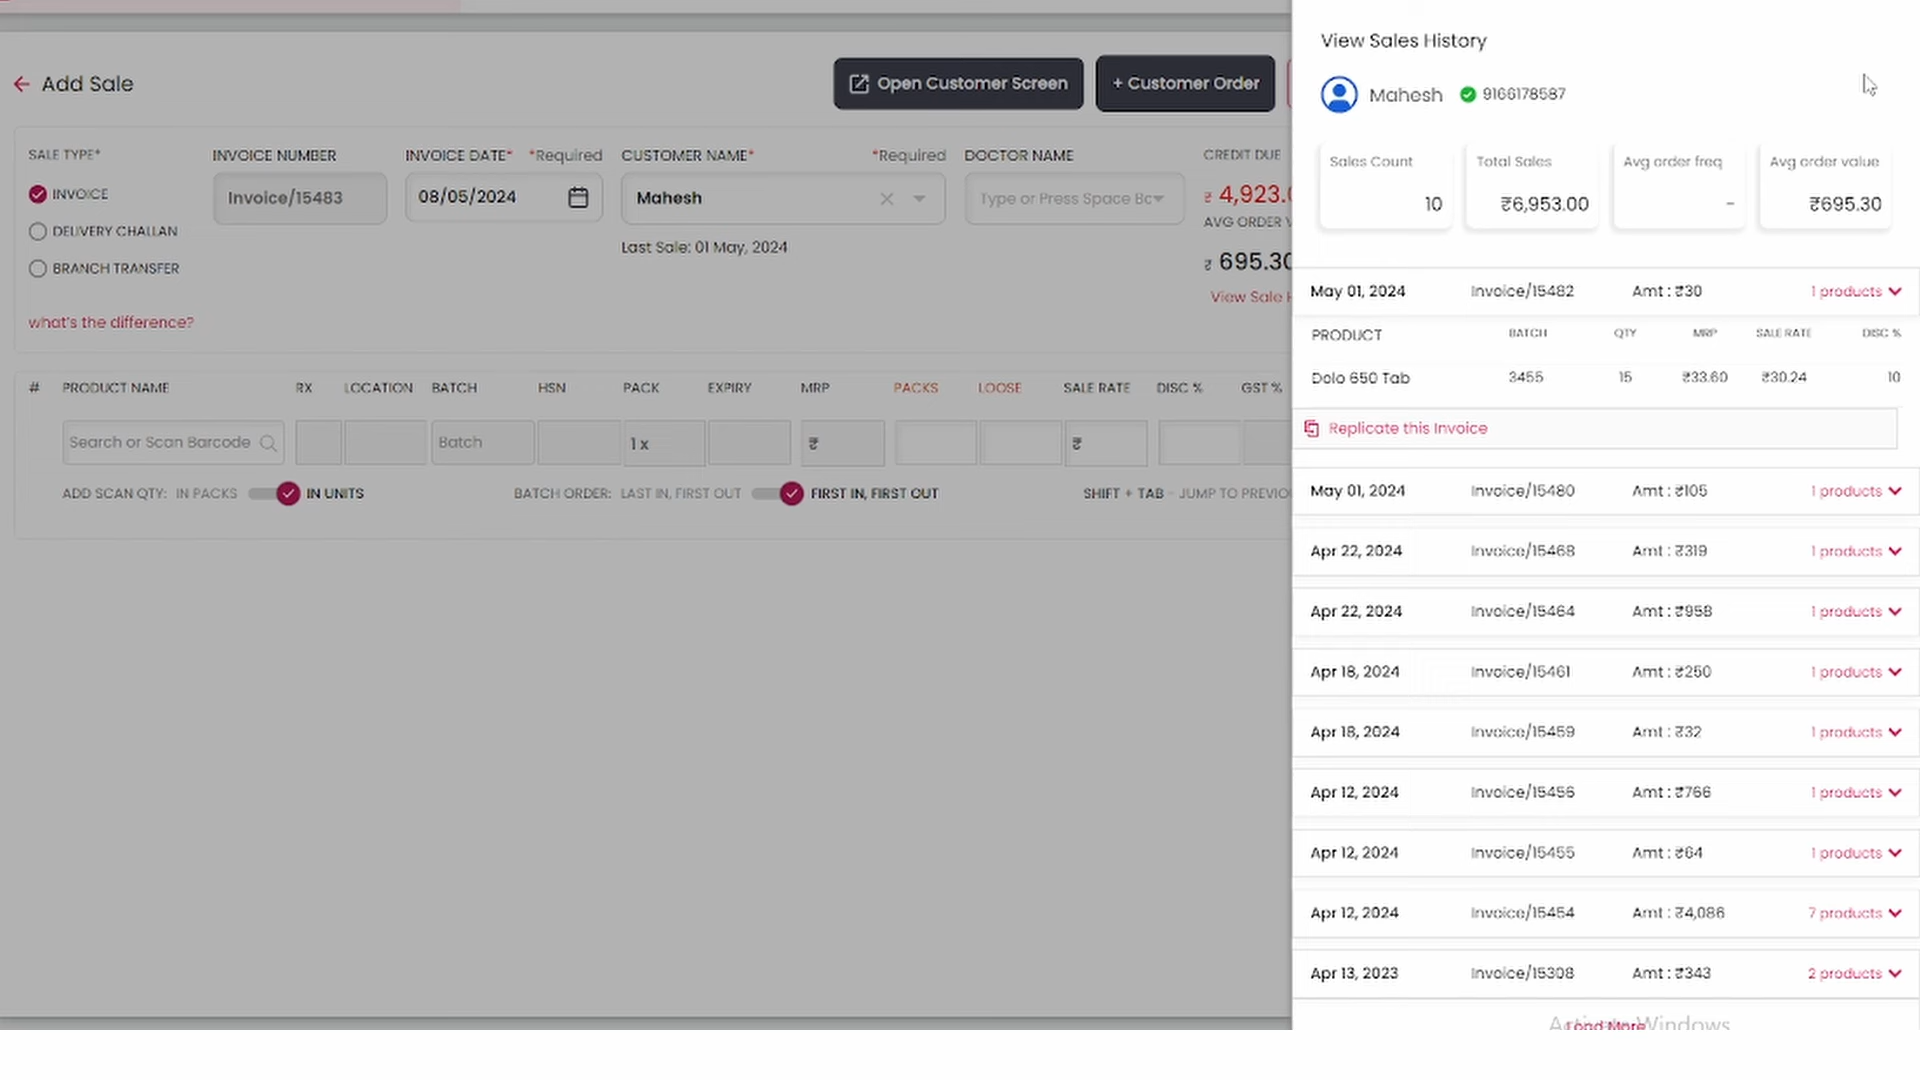 Add Sale
Open Customer Screen
+ Customer Order
SALE TYPE*
INVOICE
DELIVERY CHALLAN
BRANCH TRANSFER
what's the difference?
INVOICE NUMBER
Invoice/15483
INVOICE DATE* *Required
08/05/2024
CUSTOMER NAME* *Required
Mahesh
Last Sale: 01 May, 2024
DOCTOR NAME
Type or Press Space Bc
CREDIT DUE
₹ 4,923.
AVG ORDER V
₹ 695.30
View Sale H
# PRODUCT NAME RX LOCATION BATCH HSN PACK EXPIRY MRP PACKS LOOSE SALE RATE DISC % GST %
Search or Scan Barcode Batch 1 x ₹ ₹
ADD SCAN QTY: IN PACKS IN UNITS BATCH ORDER: LAST IN, FIRST OUT FIRST IN, FIRST OUT SHIFT + TAB - JUMP TO PREVIO
View Sales History
Mahesh 9166178587
Sales Count Total Sales Avg order freq Avg order value
10 ₹6,953.00 - ₹695.30
May 01, 2024 Invoice/15482 Amt : ₹30 1 products
PRODUCT BATCH QTY MRP SALE RATE DISC %
Dolo 650 Tab 3455 15 ₹33.60 ₹30.24 10
Replicate this Invoice
May 01, 2024 Invoice/15480 Amt : ₹105 1 products
Apr 22, 2024 Invoice/15468 Amt : ₹319 1 products
Apr 22, 2024 Invoice/15464 Amt : ₹958 1 products
Apr 18, 2024 Invoice/15461 Amt : ₹250 1 products
Apr 18, 2024 Invoice/15459 Amt : ₹32 1 products
Apr 12, 2024 Invoice/15456 Amt : ₹766 1 products
Apr 12, 2024 Invoice/15455 Amt : ₹64 1 products
Apr 12, 2024 Invoice/15454 Amt : ₹4,086 7 products
Apr 13, 2023 Invoice/15308 Amt : ₹343 2 products
Load More
Activate Windows